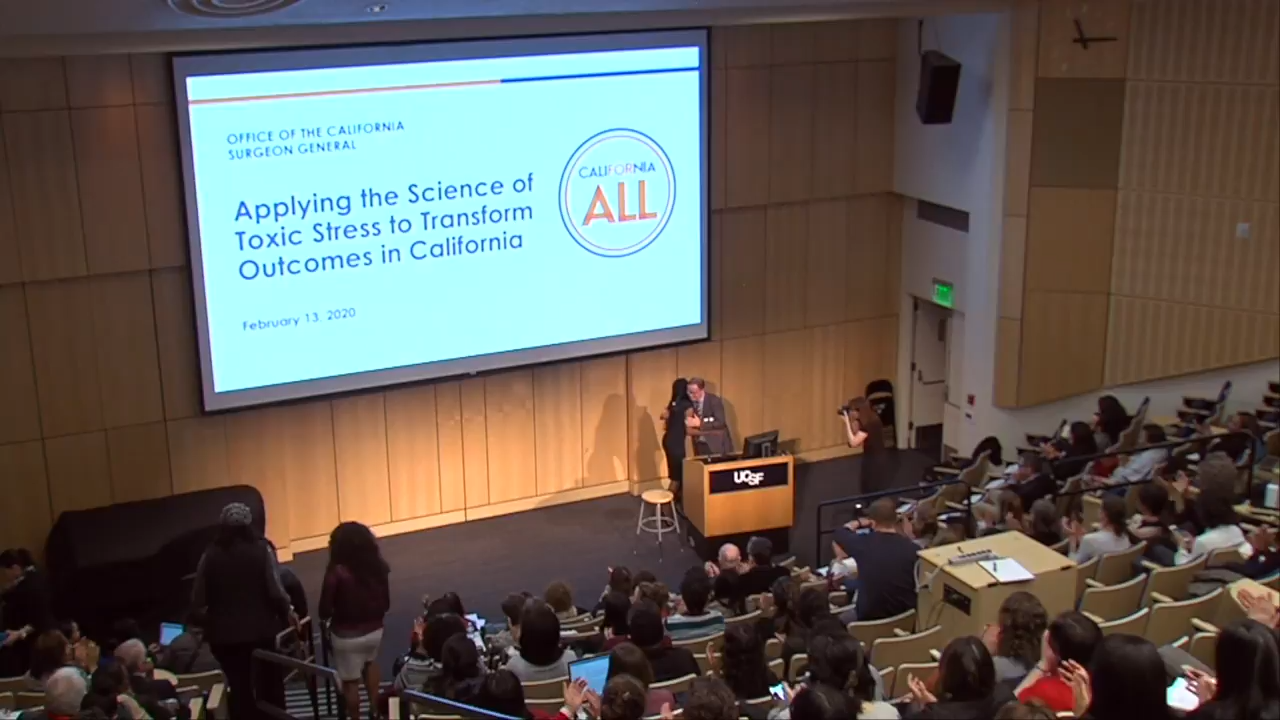 OFFICE OF THE CALIFORNIA
SURGEON GENERAL
Applying the Science of
Toxic Stress to Transform
Outcomes in California
February 13, 2020
CALIFORNIA
ALL
UCSF